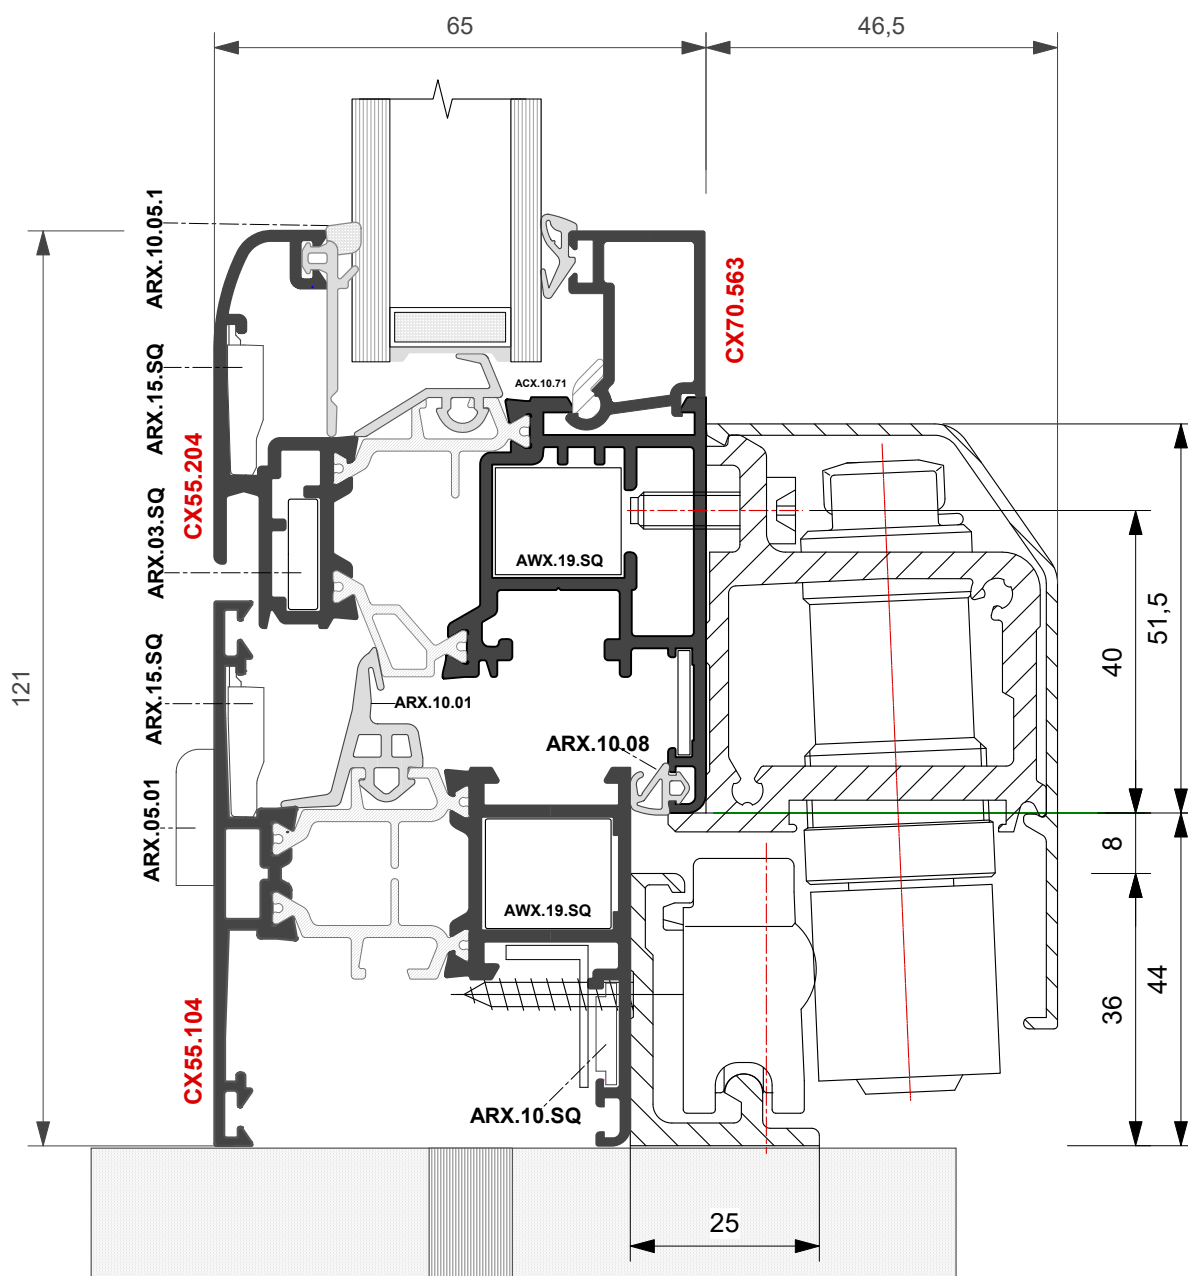 65
46,5
ARX.10.05.1
CX70.563
ARX.15.SQ
ACX.10.71
CX55.204
ARX.03.SQ
AWX.19.SQ
51,5
40
121
ARX.15.SQ
ARX.10.01
ARX.10.08
ARX.05.01
8
AWX.19.SQ
44
36
CX55.104
ARX.10.SQ
25